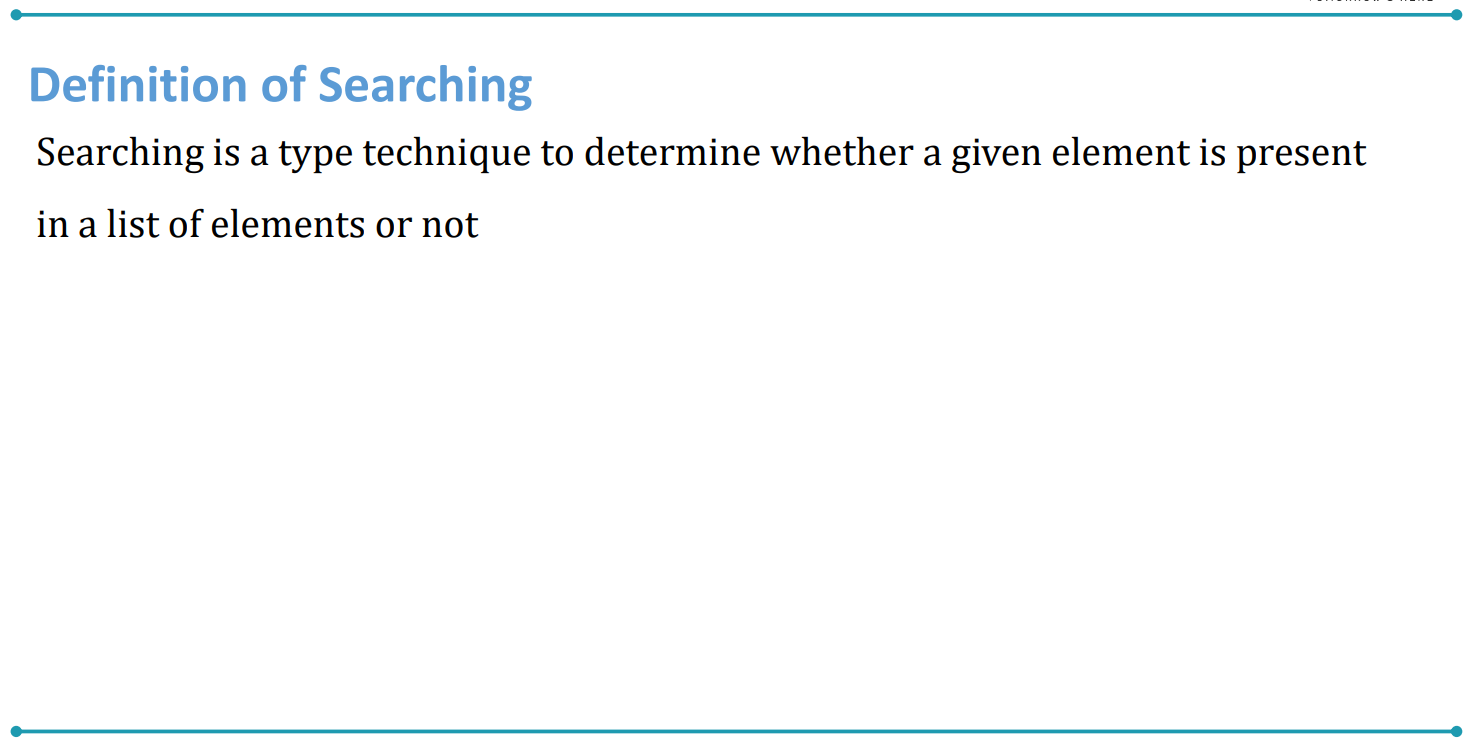 Definition of Searching
Searching is a type technique to determine whether a given element is present
in a list of elements or not